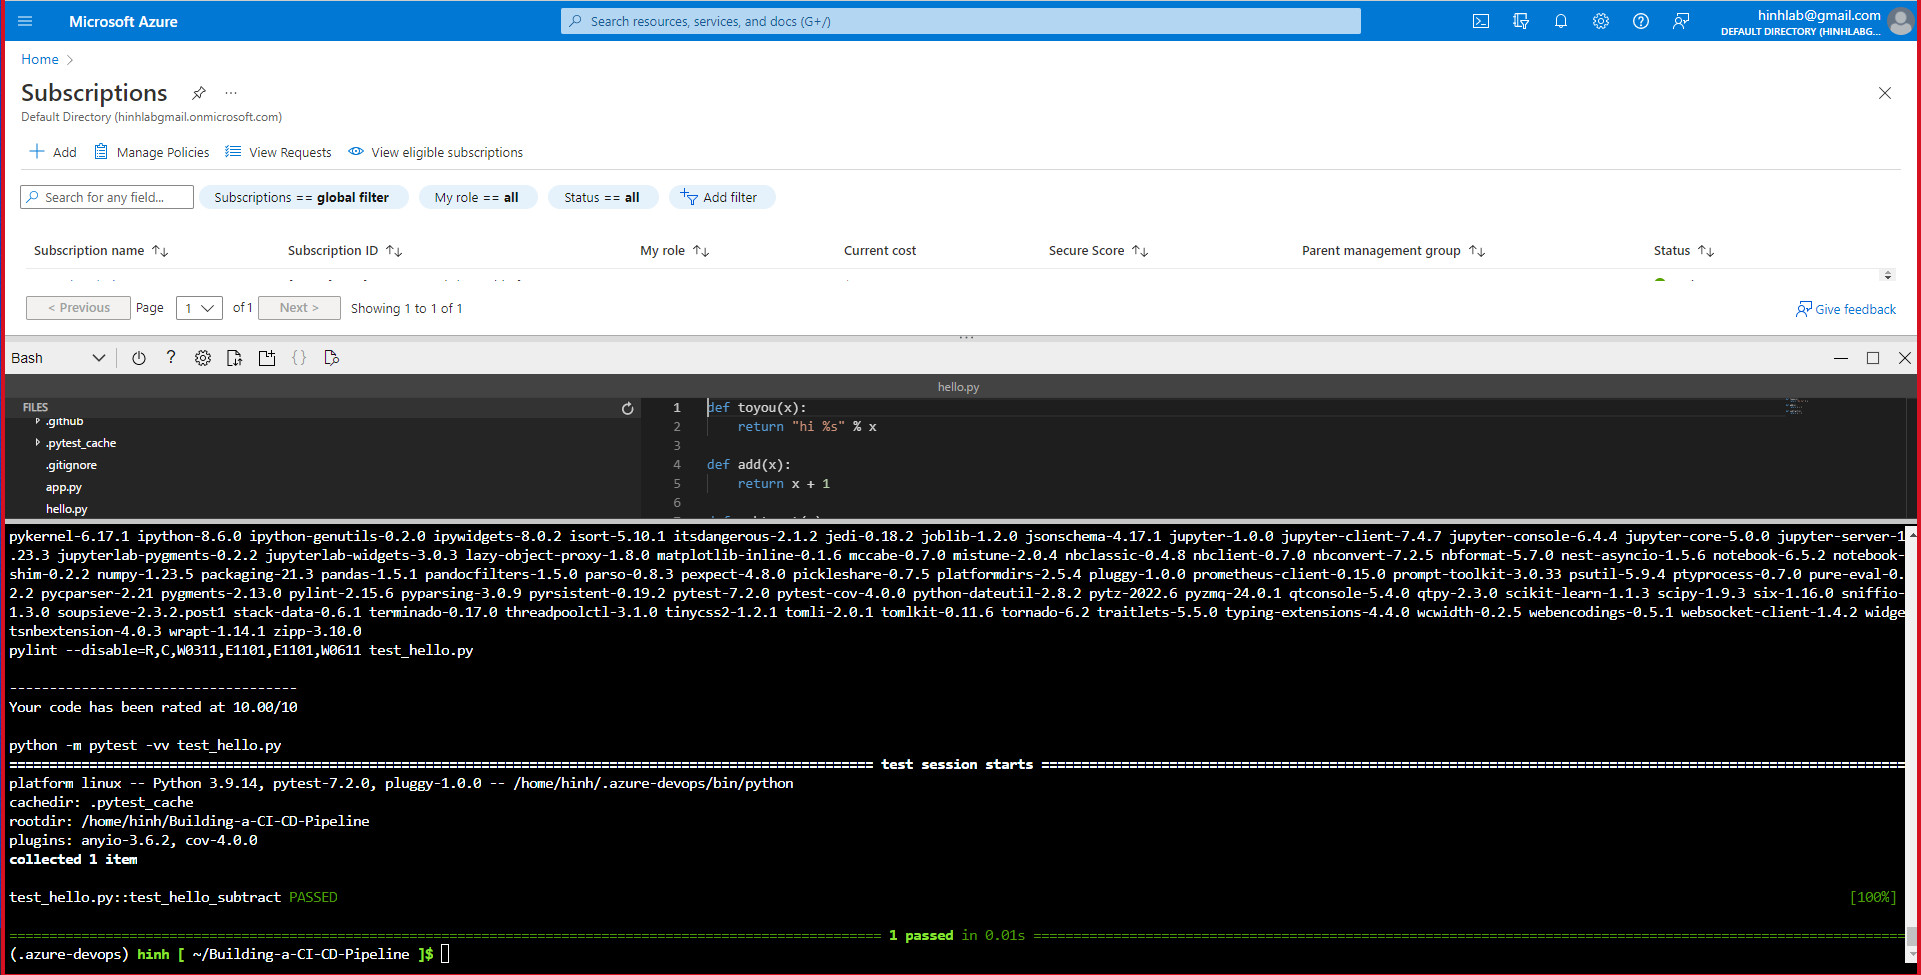 Microsoft Azure
Search resources, services, and docs (G+/)
hinhlab@gmail.com
DEFAULT DIRECTORY (HINHLABG...
Home
Subscriptions
...
Default Directory (hinhlabgmail.onmicrosoft.com)
Add
Manage Policies
View Requests
View eligible subscriptions
Search for any field...
Subscriptions == global filter
My role == all
Status == all
Add filter
Subscription name
Subscription ID
My role
Current cost
Secure Score
Parent management group
Status
< Previous
Page
1
of 1
Next >
Showing 1 to 1 of 1
Give feedback
Bash
hello.py
FILES
.github
.pytest_cache
.gitignore
app.py
hello.py
1 def toyou(x):
2 return "hi %s" % x
3
4 def add(x):
5 return x + 1
6
pykernel-6.17.1 ipython-8.6.0 ipython-genutils-0.2.0 ipywidgets-8.0.2 isort-5.10.1 itsdangerous-2.1.2 jedi-0.18.2 joblib-1.2.0 jsonschema-4.17.1 jupyter-1.0.0 jupyter-client-7.4.7 jupyter-console-6.4.4 jupyter-core-5.0.0 jupyter-server-1
.23.3 jupyterlab-pygments-0.2.2 jupyterlab-widgets-3.0.3 lazy-object-proxy-1.8.0 matplotlib-inline-0.1.6 mccabe-0.7.0 mistune-2.0.4 nbclassic-0.4.8 nbclient-0.7.0 nbconvert-7.2.5 nbformat-5.7.0 nest-asyncio-1.5.6 notebook-6.5.2 notebook-
shim-0.2.2 numpy-1.23.5 packaging-21.3 pandas-1.5.1 pandocfilters-1.5.0 parso-0.8.3 pexpect-4.8.0 pickleshare-0.7.5 platformdirs-2.5.4 pluggy-1.0.0 prometheus-client-0.15.0 prompt-toolkit-3.0.33 psutil-5.9.4 ptyprocess-0.7.0 pure-eval-0.
2.2 pycparser-2.21 pygments-2.13.0 pylint-2.15.6 pyparsing-3.0.9 pyrsistent-0.19.2 pytest-7.2.0 pytest-cov-4.0.0 python-dateutil-2.8.2 pytz-2022.6 pyzmq-24.0.1 qtconsole-5.4.0 qtpy-2.3.0 scikit-learn-1.1.3 scipy-1.9.3 six-1.16.0 sniffio-
1.3.0 soupsieve-2.3.2.post1 stack-data-0.6.1 terminado-0.17.0 threadpoolctl-3.1.0 tinycss2-1.2.1 tomli-2.0.1 tomlkit-0.11.6 tornado-6.2 traitlets-5.5.0 typing-extensions-4.4.0 wcwidth-0.2.5 webencodings-0.5.1 websocket-client-1.4.2 widge
tsnbextension-4.0.3 wrapt-1.14.1 zipp-3.10.0
pylint --disable=R,C,W0311,E1101,E1101,W0611 test_hello.py
------------------------------------
Your code has been rated at 10.00/10
python -m pytest -vv test_hello.py
test session starts
platform linux -- Python 3.9.14, pytest-7.2.0, pluggy-1.0.0 -- /home/hinh/.azure-devops/bin/python
cachedir: .pytest_cache
rootdir: /home/hinh/Building-a-CI-CD-Pipeline
plugins: anyio-3.6.2, cov-4.0.0
collected 1 item
test_hello.py::test_hello_subtract PASSED [100%]
1 passed in 0.01s
(.azure-devops) hinh [ ~/Building-a-CI-CD-Pipeline ]$